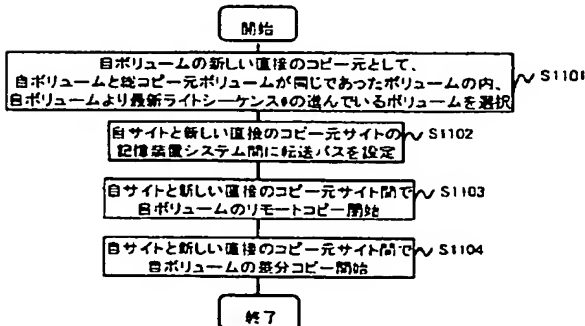 開始
自ボリュームの新しい直接のコピー元として、
自ボリュームと総コピー元ボリュームが同じであったボリュームの内、
自ボリュームより最新ライトシーケンス#の進んでいるボリュームを選択
S1101
自サイトと新しい直接のコピー元サイトの
記憶装置システム間に転送パスを設定
S1102
自サイトと新しい直接のコピー元サイト間で
自ボリュームのリモートコピー開始
S1103
自サイトと新しい直接のコピー元サイト間で
自ボリュームの差分コピー開始
S1104
終了